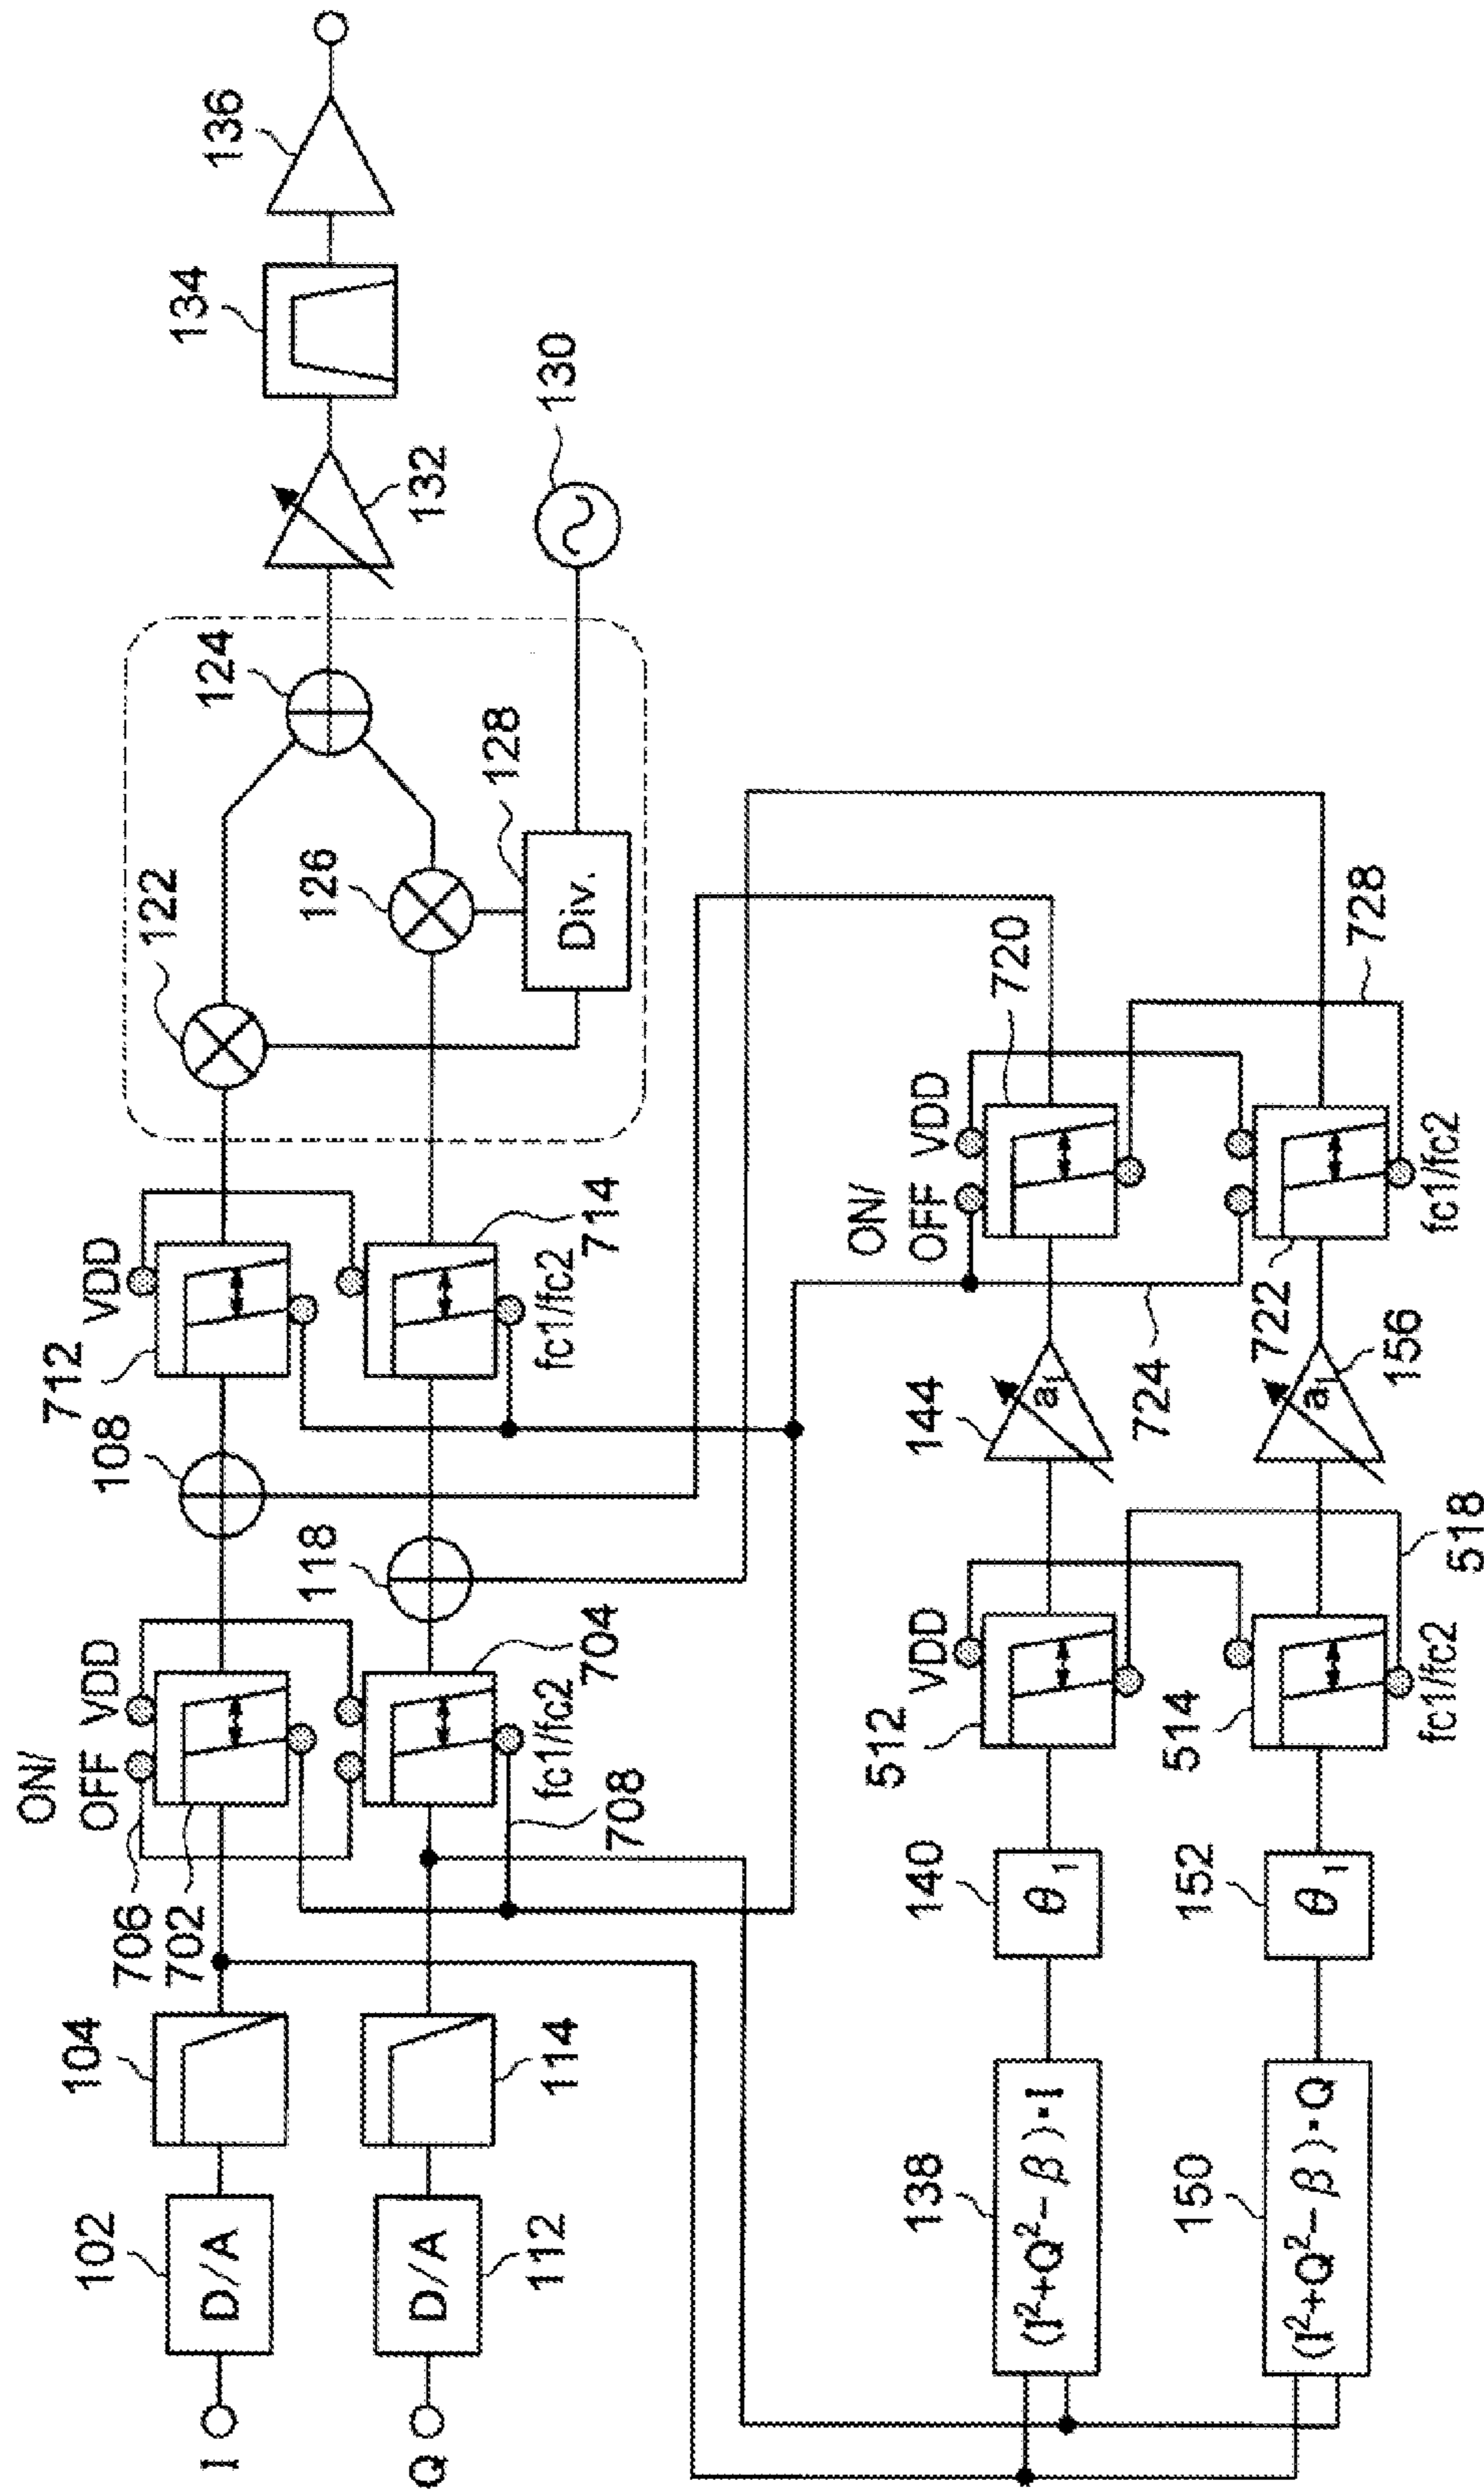 I
D/A
102
104
706
702
ON/
OFF
VDD
108
712
VDD
122
124
132
134
136
Q
D/A
112
114
708
fc1/fc2
704
118
fc1/fc2
714
126
Div.
128
130
138
(I²+Q²-β)·I
140
θ₁
512
VDD
144
a₁
ON/
OFF
VDD
720
724
150
(I²+Q²-β)·Q
152
θ₁
514
fc1/fc2
518
a₁
156
722
fc1/fc2
728